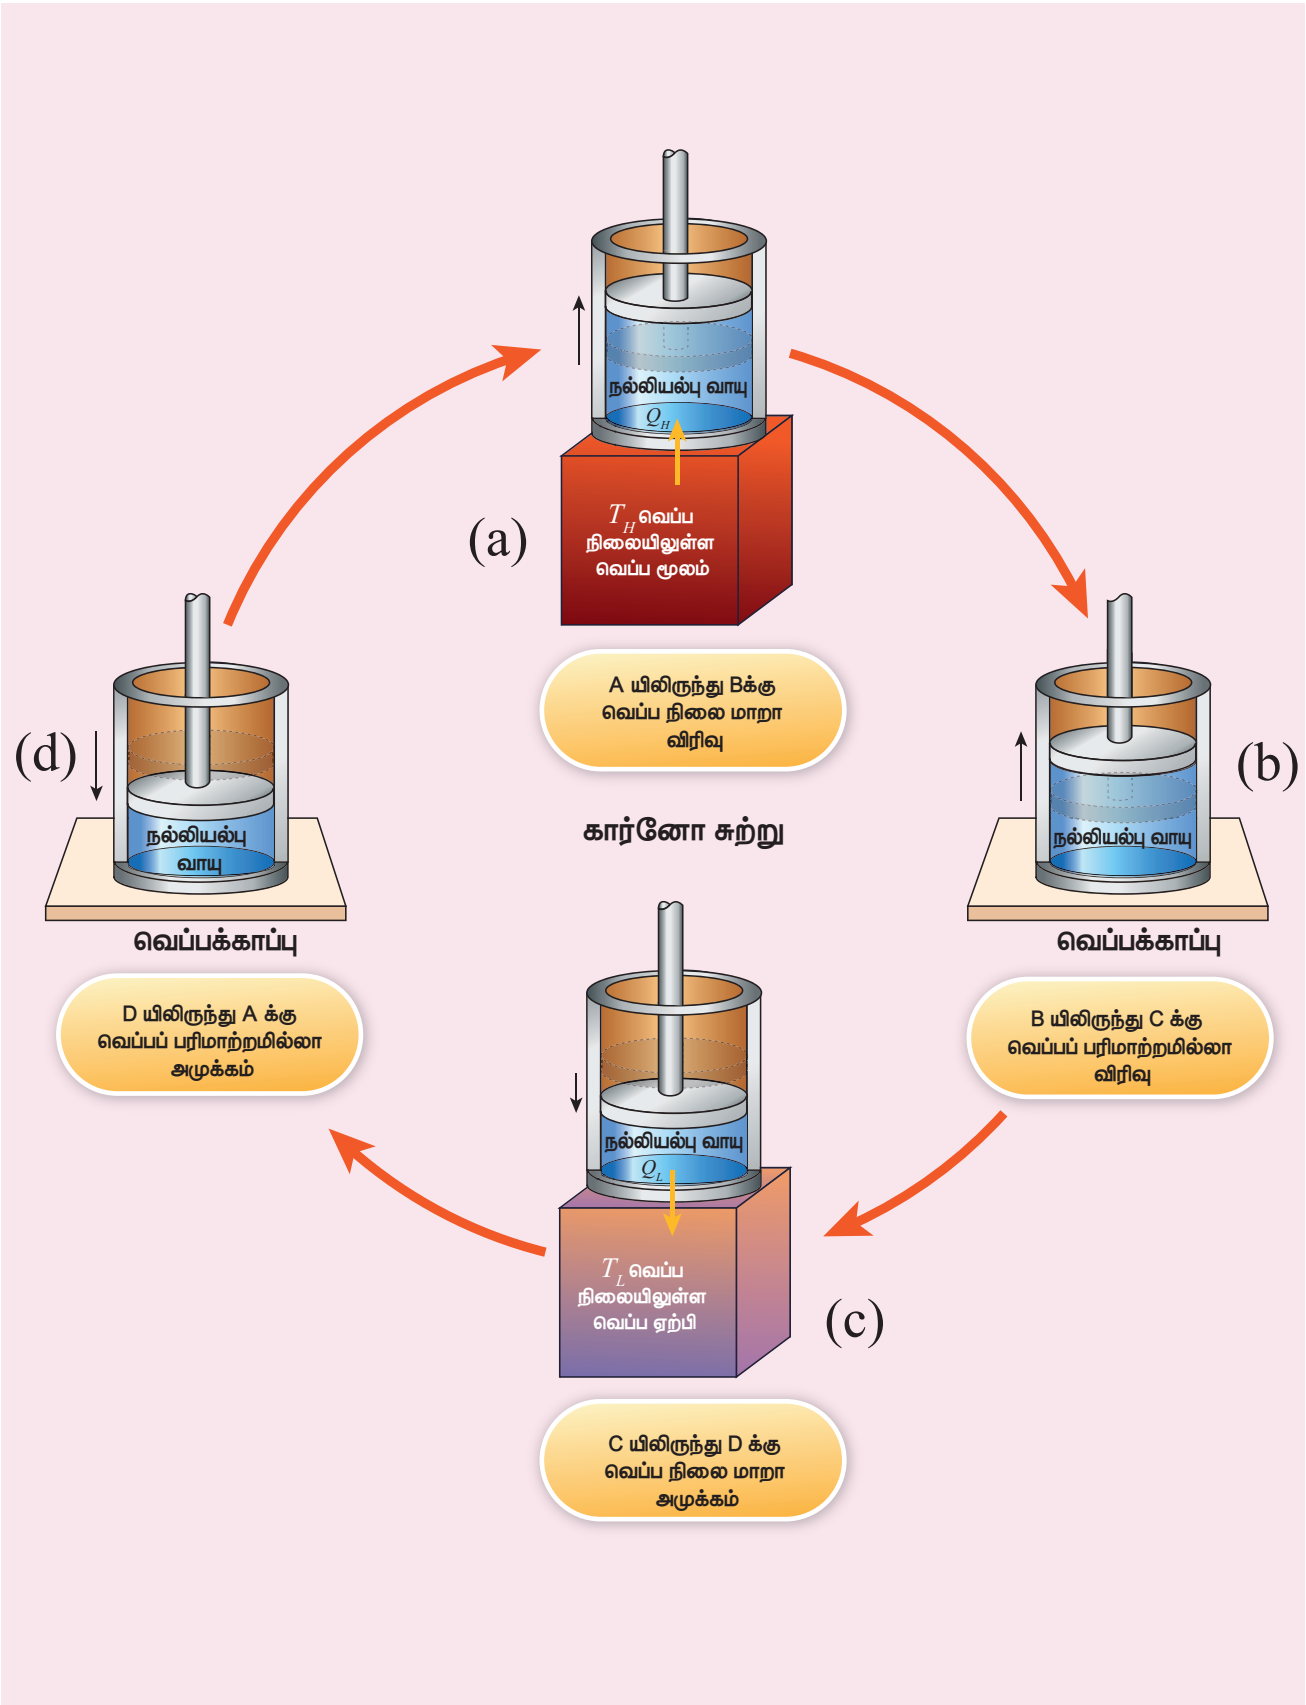 நல்லியல்பு வாயு
Q_H
(a)
T_H வெப்ப
நிலையிலுள்ள
வெப்ப மூலம்
A யிலிருந்து Bக்கு
வெப்ப நிலை மாறா
விரிவு
(b)
நல்லியல்பு வாயு
வெப்பக்காப்பு
B யிலிருந்து C க்கு
வெப்பப் பரிமாற்றமில்லா
விரிவு
கார்னோ சுற்று
நல்லியல்பு வாயு
Q_L
T_L வெப்ப
நிலையிலுள்ள
வெப்ப ஏற்பி
(c)
C யிலிருந்து D க்கு
வெப்ப நிலை மாறா
அமுக்கம்
(d)
நல்லியல்பு
வாயு
வெப்பக்காப்பு
D யிலிருந்து A க்கு
வெப்பப் பரிமாற்றமில்லா
அமுக்கம்